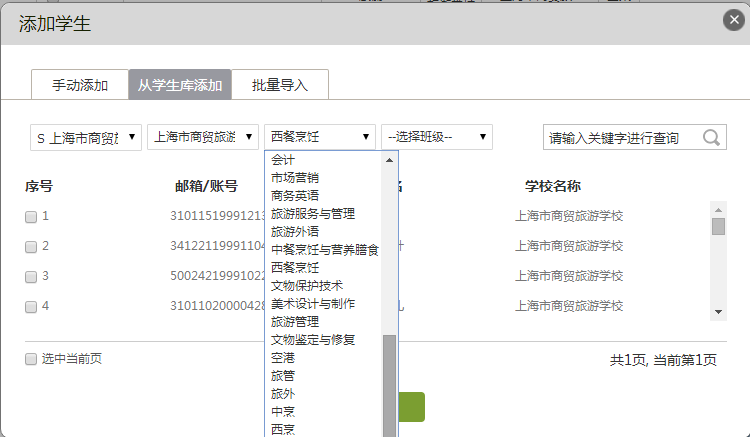 添加学生
手动添加 从学生库添加 批量导入
S 上海市商贸 上海市商贸旅游 西餐烹饪 --选择班级-- 请输入关键字进行查询
会计
市场营销
商务英语
旅游服务与管理
旅游外语
中餐烹饪与营养膳食
西餐烹饪
文物保护技术
美术设计与制作
旅游管理
文物鉴定与修复
空港
旅管
旅外
中烹
西烹
序号 邮箱/账号 名 学校名称
1 31011519991213 上海市商贸旅游学校
2 34122119991104 上海市商贸旅游学校
3 50024219991022 上海市商贸旅游学校
4 31011020000428 上海市商贸旅游学校
选中当前页 共1页, 当前第1页